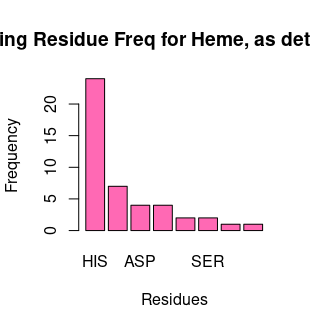 ing Residue Freq for Heme, as det
Frequency
20
15
10
5
0
HIS ASP SER
Residues